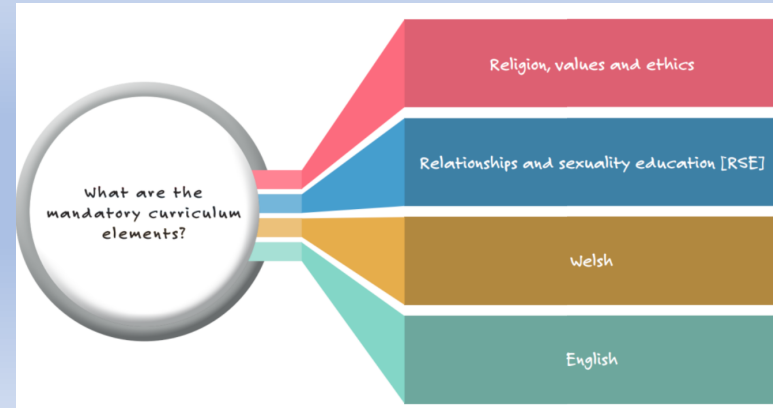 What are the
mandatory curriculum
elements?
Religion, values and ethics
Relationships and sexuality education [RSE]
Welsh
English